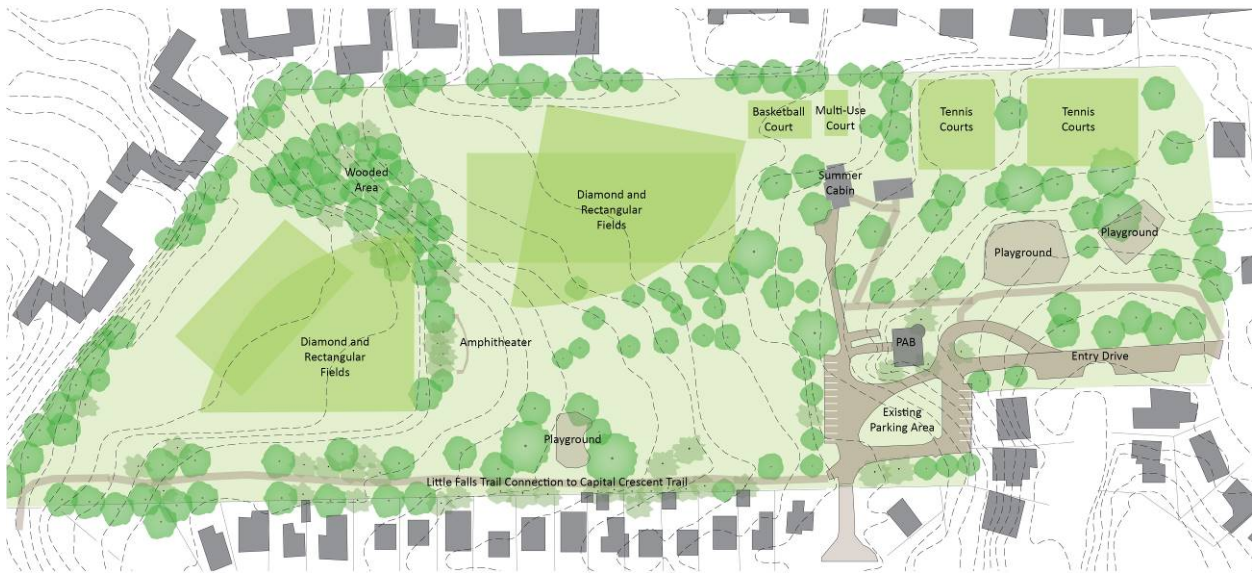 Basketball
Court
Multi-Use
Court
Tennis
Courts
Tennis
Courts
Wooded
Area
Summer
Cabin
Diamond and
Rectangular
Fields
Playground
Playground
Diamond and
Rectangular
Fields
Amphitheater
PAB
Entry Drive
Existing
Parking Area
Playground
Little Falls Trail Connection to Capital Crescent Trail